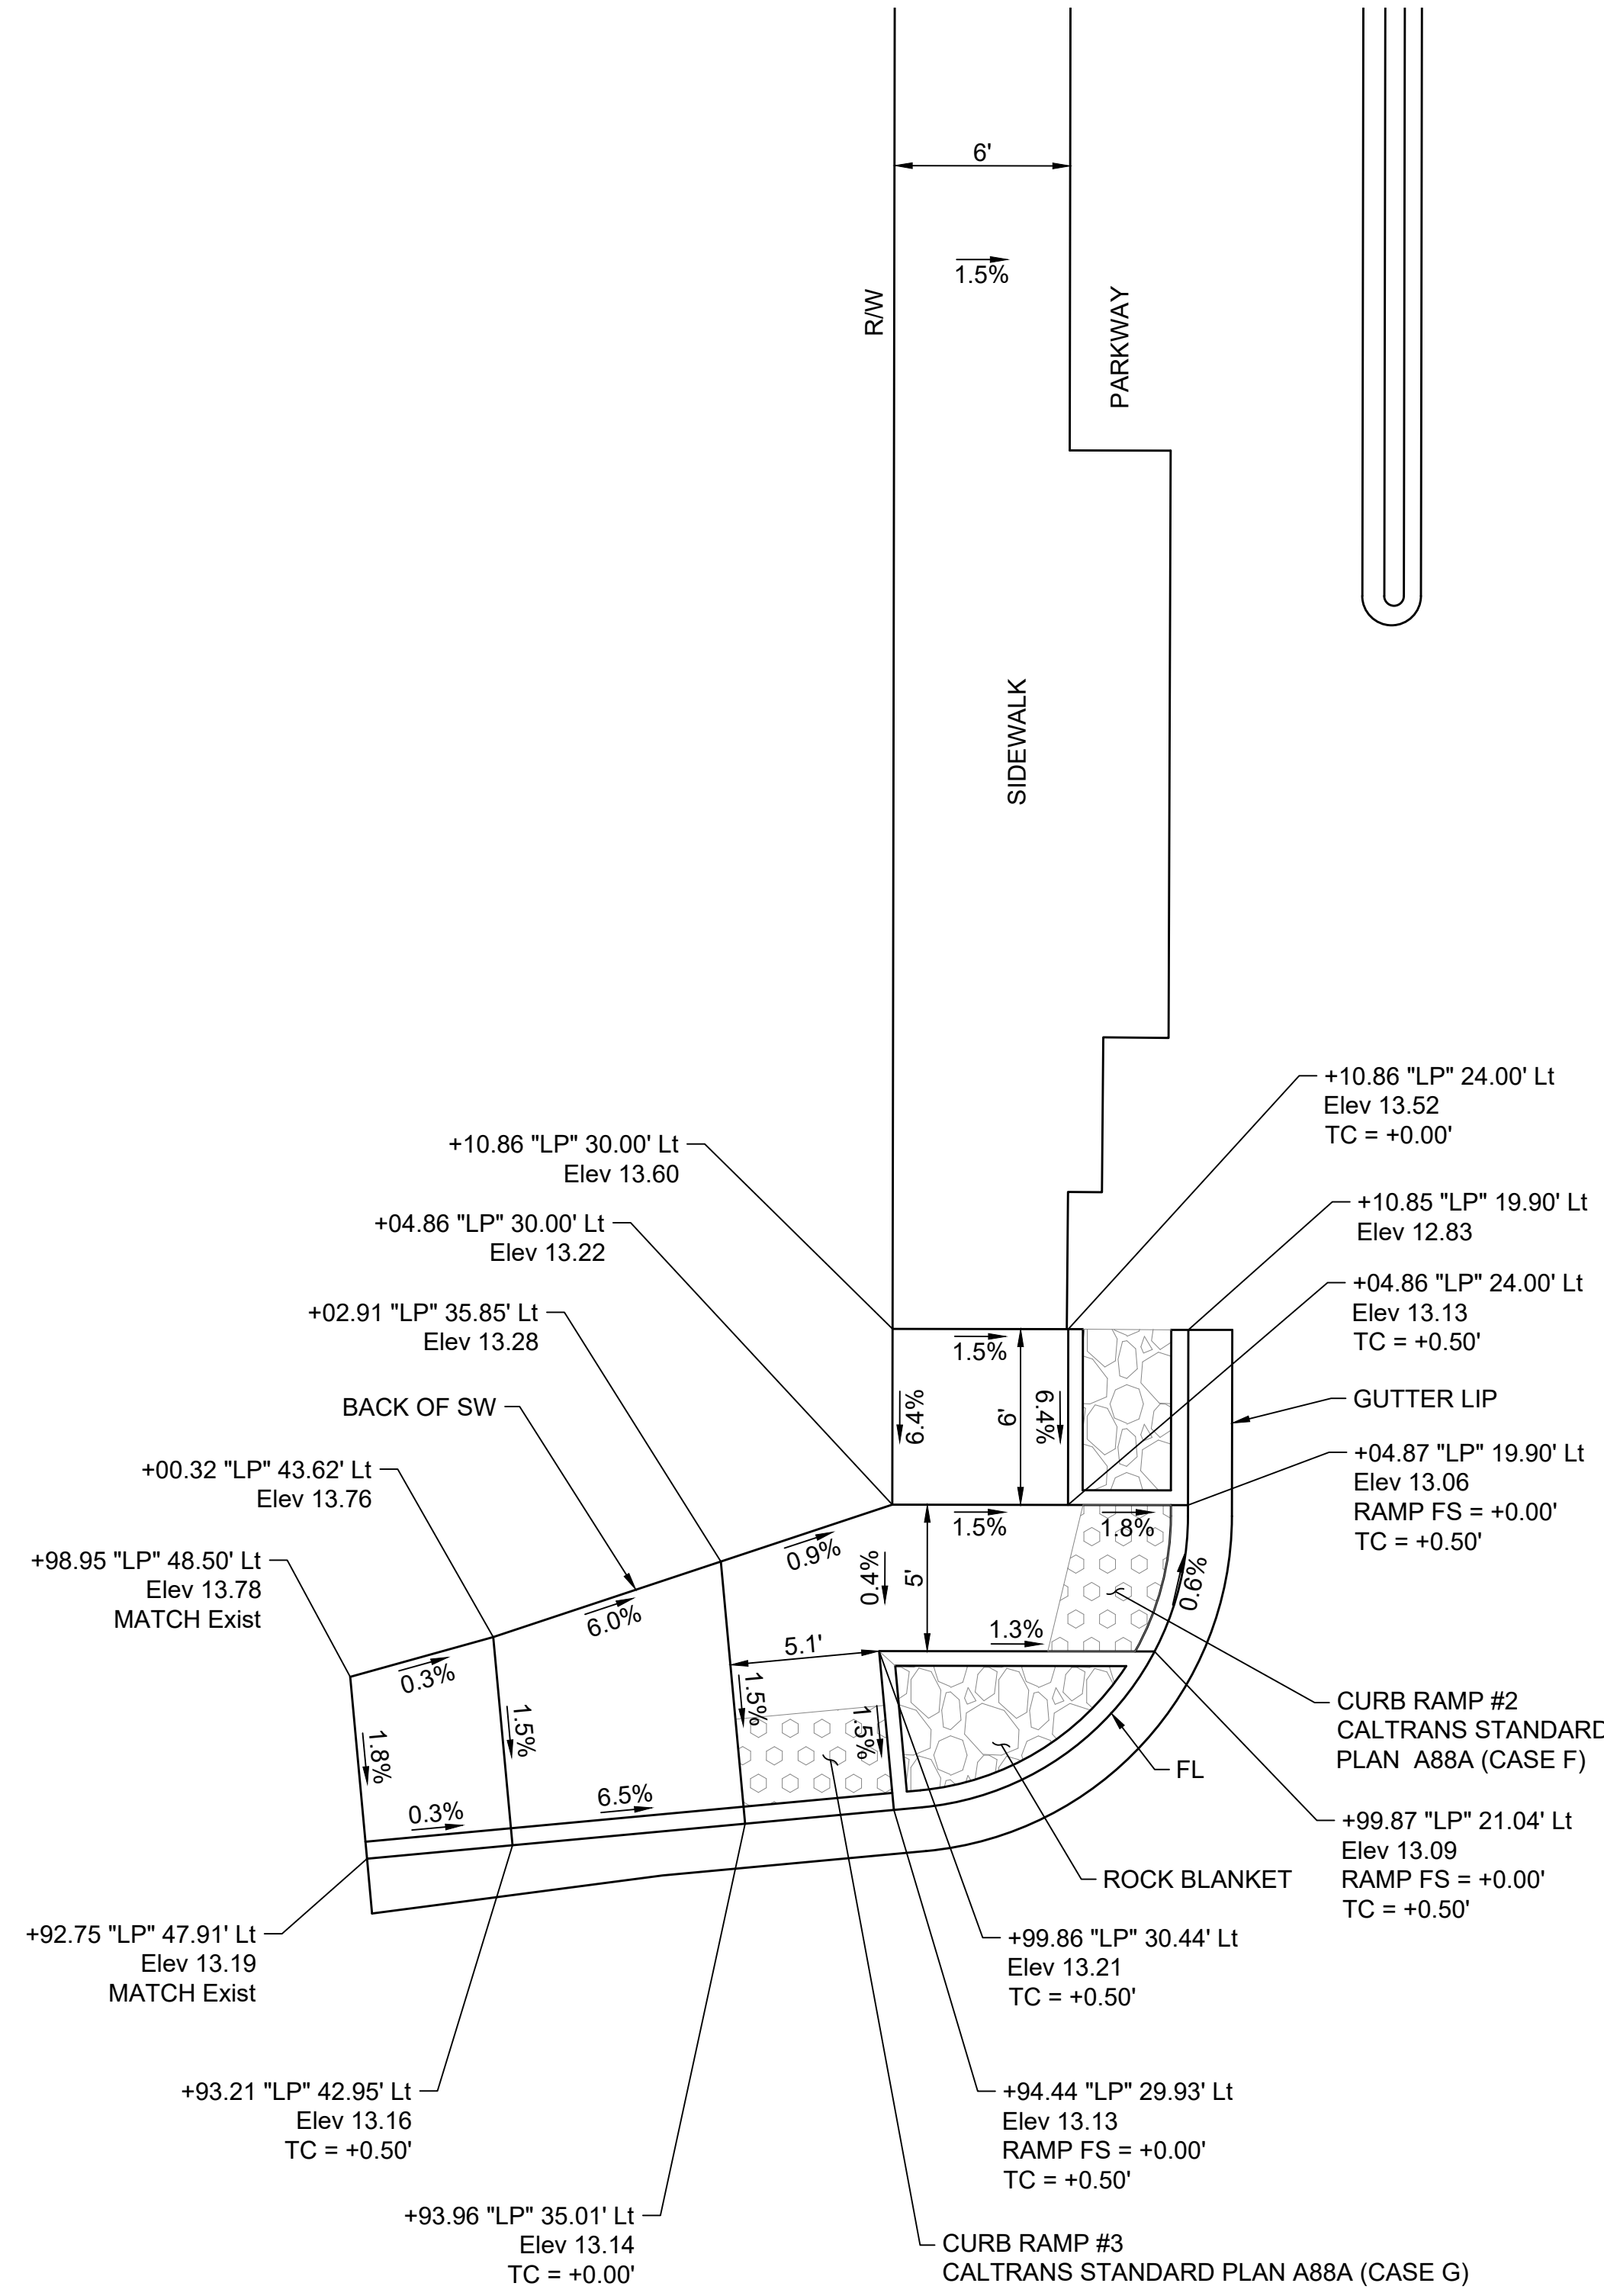 6'
1.5%
R/W
PARKWAY
SIDEWALK
+10.86 "LP" 24.00' Lt
Elev 13.52
TC = +0.00'
+10.86 "LP" 30.00' Lt
Elev 13.60
+10.85 "LP" 19.90' Lt
Elev 12.83
+04.86 "LP" 30.00' Lt
Elev 13.22
+04.86 "LP" 24.00' Lt
Elev 13.13
TC = +0.50'
+02.91 "LP" 35.85' Lt
Elev 13.28
1.5%
6.4%
6'
6.4%
BACK OF SW
GUTTER LIP
+04.87 "LP" 19.90' Lt
Elev 13.06
RAMP FS = +0.00'
TC = +0.50'
+00.32 "LP" 43.62' Lt
Elev 13.76
1.5%
1.8%
+98.95 "LP" 48.50' Lt
Elev 13.78
MATCH Exist
0.9%
0.4%
5'
0.6%
6.0%
1.3%
5.1'
0.3%
1.5%
1.5%
1.5%
1.8%
CURB RAMP #2
CALTRANS STANDARD
PLAN A88A (CASE F)
FL
6.5%
0.3%
+99.87 "LP" 21.04' Lt
Elev 13.09
RAMP FS = +0.00'
TC = +0.50'
ROCK BLANKET
+92.75 "LP" 47.91' Lt
Elev 13.19
MATCH Exist
+99.86 "LP" 30.44' Lt
Elev 13.21
TC = +0.50'
+93.21 "LP" 42.95' Lt
Elev 13.16
TC = +0.50'
+94.44 "LP" 29.93' Lt
Elev 13.13
RAMP FS = +0.00'
TC = +0.50'
+93.96 "LP" 35.01' Lt
Elev 13.14
TC = +0.00'
CURB RAMP #3
CALTRANS STANDARD PLAN A88A (CASE G)